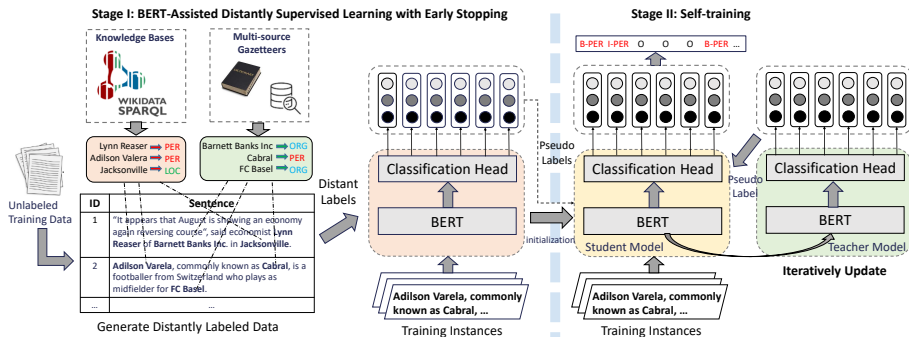 Stage I: BERT-Assisted Distantly Supervised Learning with Early Stopping
Knowledge Bases
WIKIDATA
SPARQL
Multi-source
Gazetteers
Lynn Reaser PER
Adilson Valera PER
Jacksonville LOC
Barnett Banks Inc ORG
Cabral PER
FC Basel ORG
Unlabeled
Training Data
ID Sentence
1 "It appears that August is showing an economy
again reversing course", said economist Lynn
Reaser of Barnett Banks Inc. in Jacksonville.
2 Adilson Varela, commonly known as Cabral, is a
footballer from Switzerland who plays as
midfielder for FC Basel.
... ...
Generate Distantly Labeled Data
Distant
Labels
Classification Head
BERT
Adilson Varela, commonly
known as Cabral, ...
Training Instances
Stage II: Self-training
B-PER I-PER O O O B-PER ...
Pseudo
Labels
initialization
Classification Head
BERT
Student Model
Adilson Varela, commonly
known as Cabral, ...
Training Instances
Pseudo
Label
Classification Head
BERT
Teacher Model
Iteratively Update